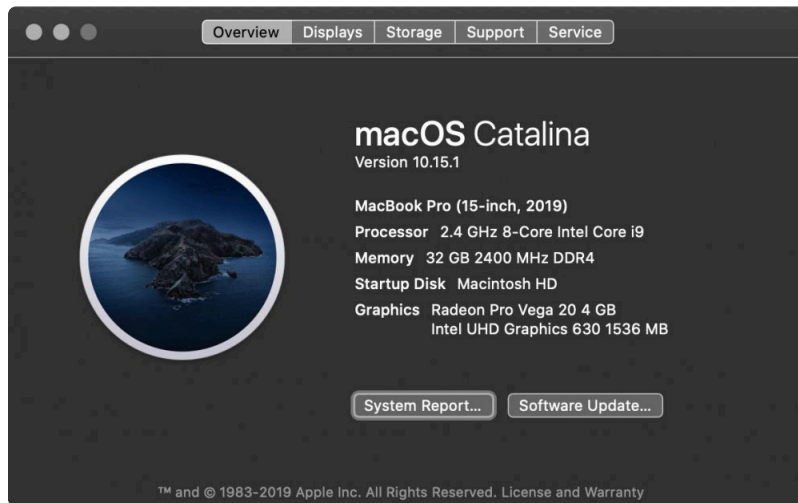 Overview Displays Storage Support Service
macOS Catalina
Version 10.15.1
MacBook Pro (15-inch, 2019)
Processor 2.4 GHz 8-Core Intel Core i9
Memory 32 GB 2400 MHz DDR4
Startup Disk Macintosh HD
Graphics Radeon Pro Vega 20 4 GB
Intel UHD Graphics 630 1536 MB
System Report... Software Update...
™ and © 1983-2019 Apple Inc. All Rights Reserved. License and Warranty